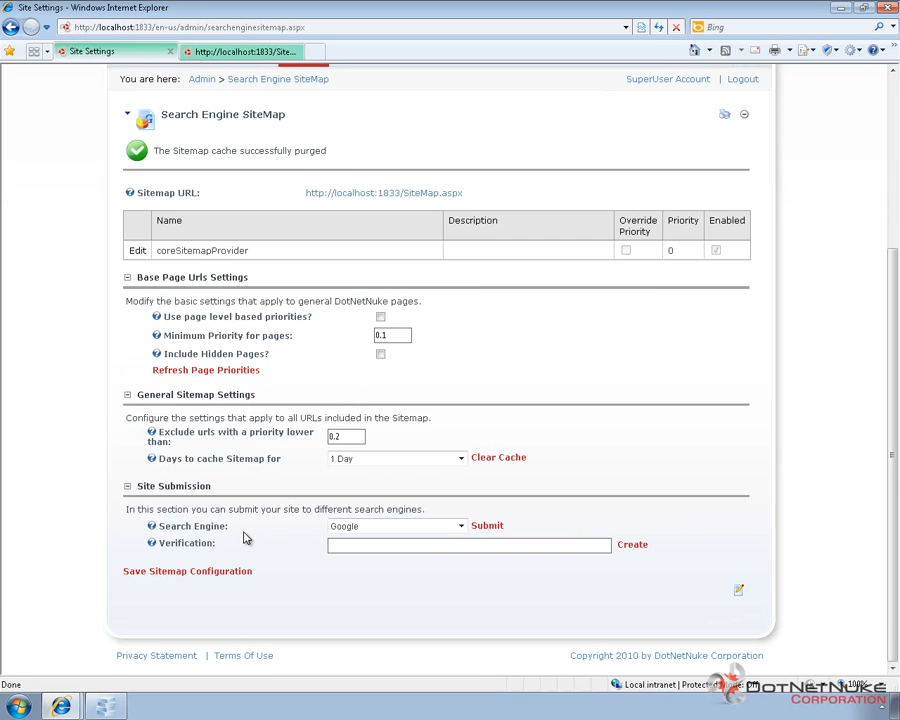 Site Settings - Windows Internet Explorer
http://localhost:1833/en-us/admin/searchenginesitemap.aspx
Bing
Site Settings
http://localhost:1833/Site...
You are here: Admin > Search Engine SiteMap
SuperUser Account | Logout
Search Engine SiteMap
The Sitemap cache successfully purged
Sitemap URL: http://localhost:1833/SiteMap.aspx
Name Description Override Priority Priority Enabled
Edit coreSitemapProvider 0
Base Page Urls Settings
Modify the basic settings that apply to general DotNetNuke pages.
Use page level based priorities?
Minimum Priority for pages: 0.1
Include Hidden Pages?
Refresh Page Priorities
General Sitemap Settings
Configure the settings that apply to all URLs included in the Sitemap.
Exclude urls with a priority lower
than: 0.2
Days to cache Sitemap for 1 Day Clear Cache
Site Submission
In this section you can submit your site to different search engines.
Search Engine: Google Submit
Verification: Create
Save Sitemap Configuration
Privacy Statement | Terms Of Use
Copyright 2010 by DotNetNuke Corporation
Done
Local intranet | Protected Mode: Off
100%
DOTNETNUKE
CORPORATION